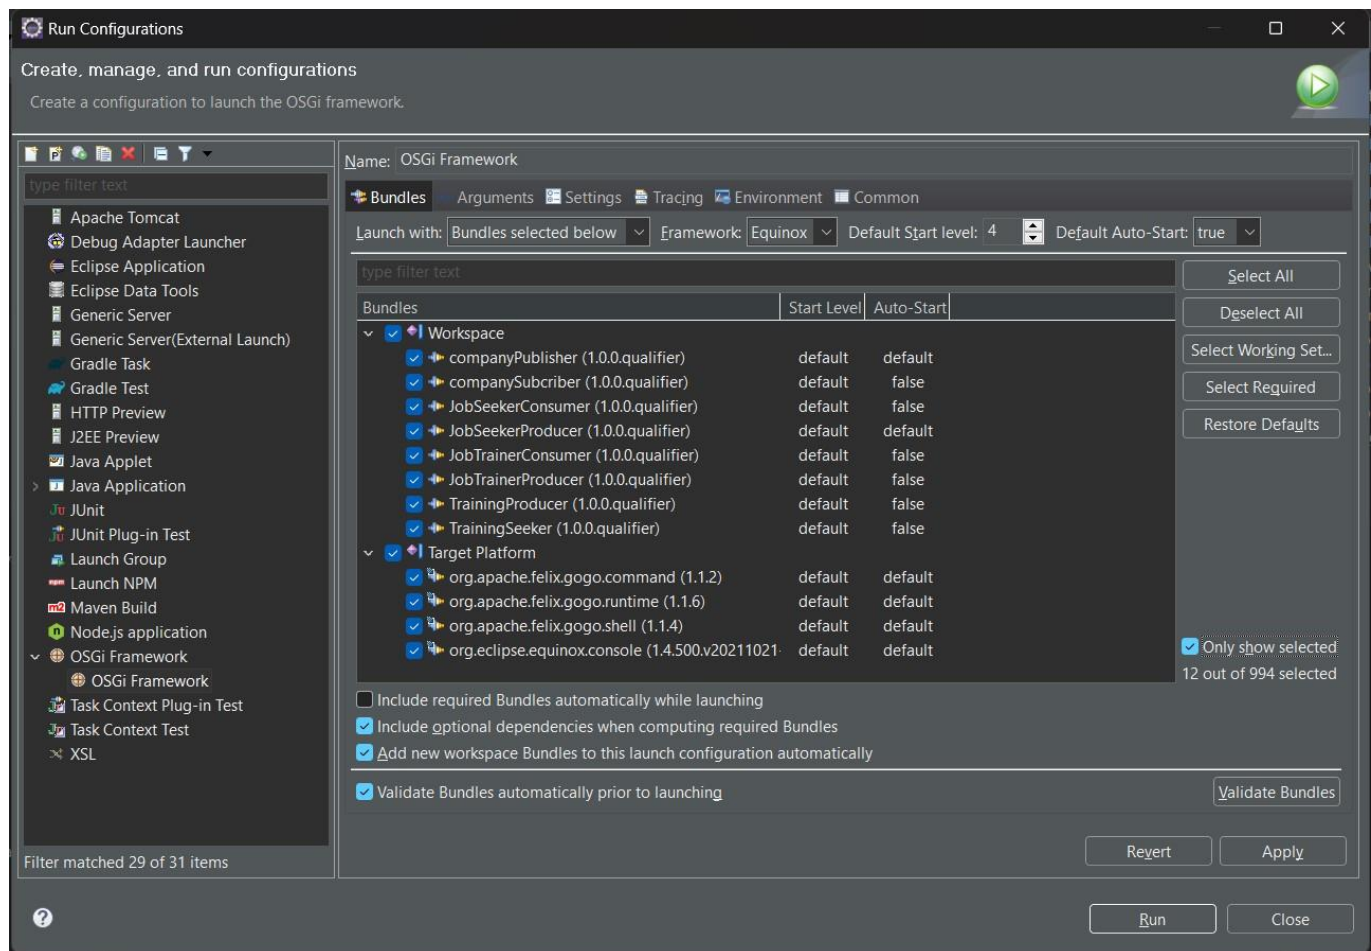 Run Configurations
Create, manage, and run configurations
Create a configuration to launch the OSGi framework.
type filter text
Apache Tomcat
Debug Adapter Launcher
Eclipse Application
Eclipse Data Tools
Generic Server
Generic Server(External Launch)
Gradle Task
Gradle Test
HTTP Preview
J2EE Preview
Java Applet
Java Application
JUnit
JUnit Plug-in Test
Launch Group
Launch NPM
Maven Build
Node.js application
OSGi Framework
OSGi Framework
Task Context Plug-in Test
Task Context Test
XSL
Filter matched 29 of 31 items
Name: OSGi Framework
Bundles Arguments Settings Tracing Environment Common
Launch with: Bundles selected below Framework: Equinox Default Start level: 4 Default Auto-Start: true
type filter text
Bundles Start Level Auto-Start
Workspace
companyPublisher (1.0.0.qualifier) default default
companySubcriber (1.0.0.qualifier) default false
JobSeekerConsumer (1.0.0.qualifier) default false
JobSeekerProducer (1.0.0.qualifier) default default
JobTrainerConsumer (1.0.0.qualifier) default false
JobTrainerProducer (1.0.0.qualifier) default false
TrainingProducer (1.0.0.qualifier) default false
TrainingSeeker (1.0.0.qualifier) default false
Target Platform
org.apache.felix.gogo.command (1.1.2) default default
org.apache.felix.gogo.runtime (1.1.6) default default
org.apache.felix.gogo.shell (1.1.4) default default
org.eclipse.equinox.console (1.4.500.v20211021- default default
Select All
Deselect All
Select Working Set...
Select Required
Restore Defaults
Only show selected
12 out of 994 selected
Include required Bundles automatically while launching
Include optional dependencies when computing required Bundles
Add new workspace Bundles to this launch configuration automatically
Validate Bundles automatically prior to launching
Validate Bundles
Revert Apply
Run Close